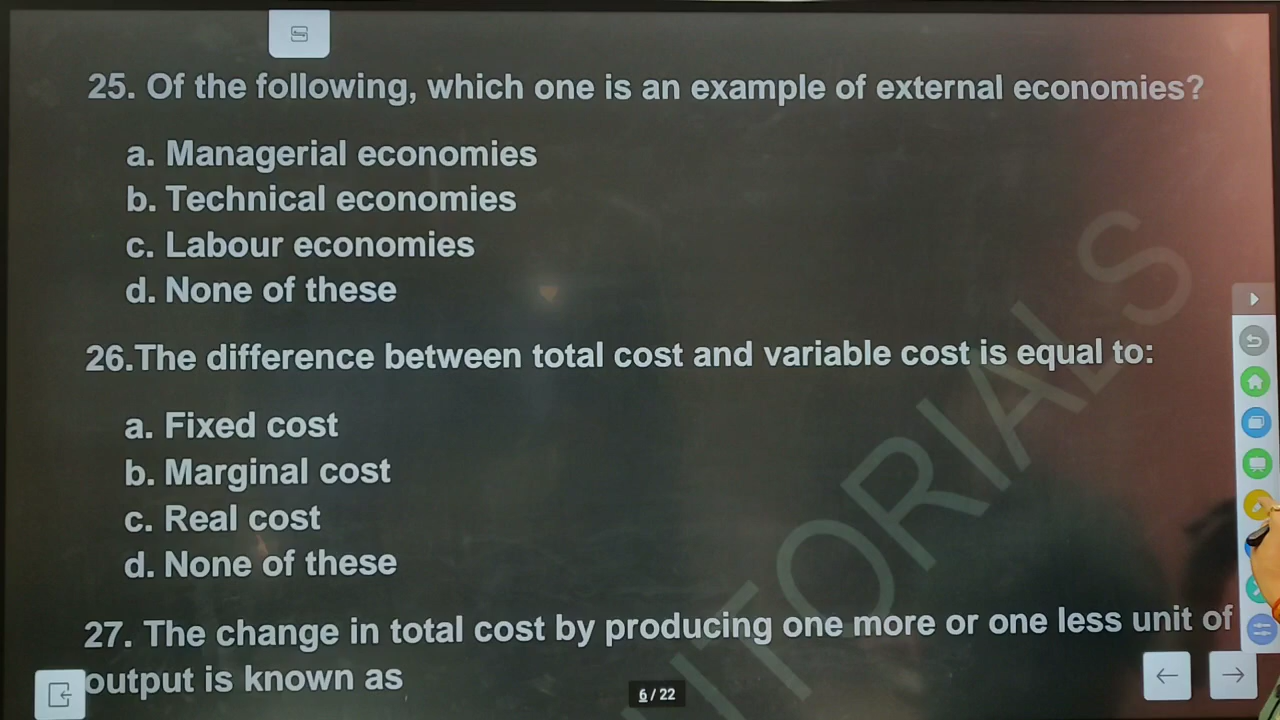 25. Of the following, which one is an example of external economies?
a. Managerial economies
b. Technical economies
c. Labour economies
d. None of these
26.The difference between total cost and variable cost is equal to:
a. Fixed cost
b. Marginal cost
c. Real cost
d. None of these
27. The change in total cost by producing one more or one less unit of
output is known as
6 / 22
UTORIALS